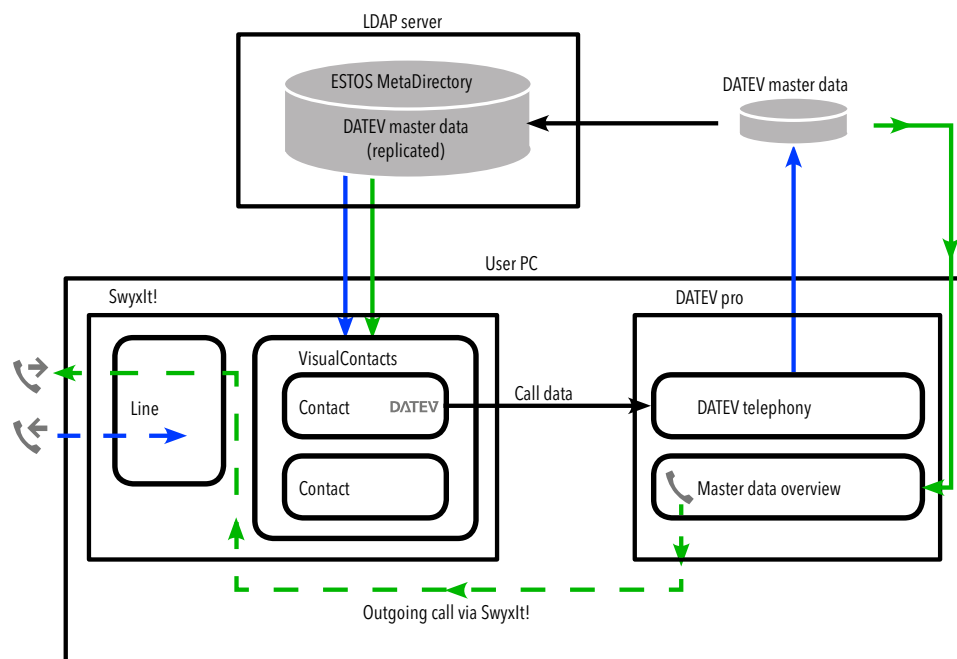 LDAP server
ESTOS MetaDirectory
DATEV master data
(replicated)
DATEV master data
User PC
SwyxIt!
DATEV pro
VisualContacts
Line
Contact
DATEV
Call data
DATEV telephony
Contact
Master data overview
Outgoing call via SwyxIt!